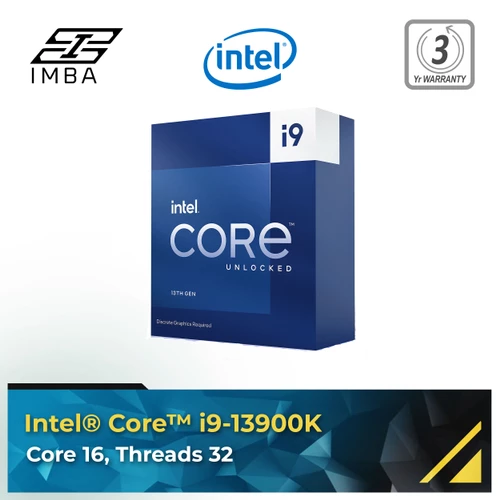 IMBA
intel®
3
Yr WARRANTY
i9
intel.
CORE™
UNLOCKED
13TH GEN
Discrete Graphics Required
Intel® Core™ i9-13900K
Core 16, Threads 32